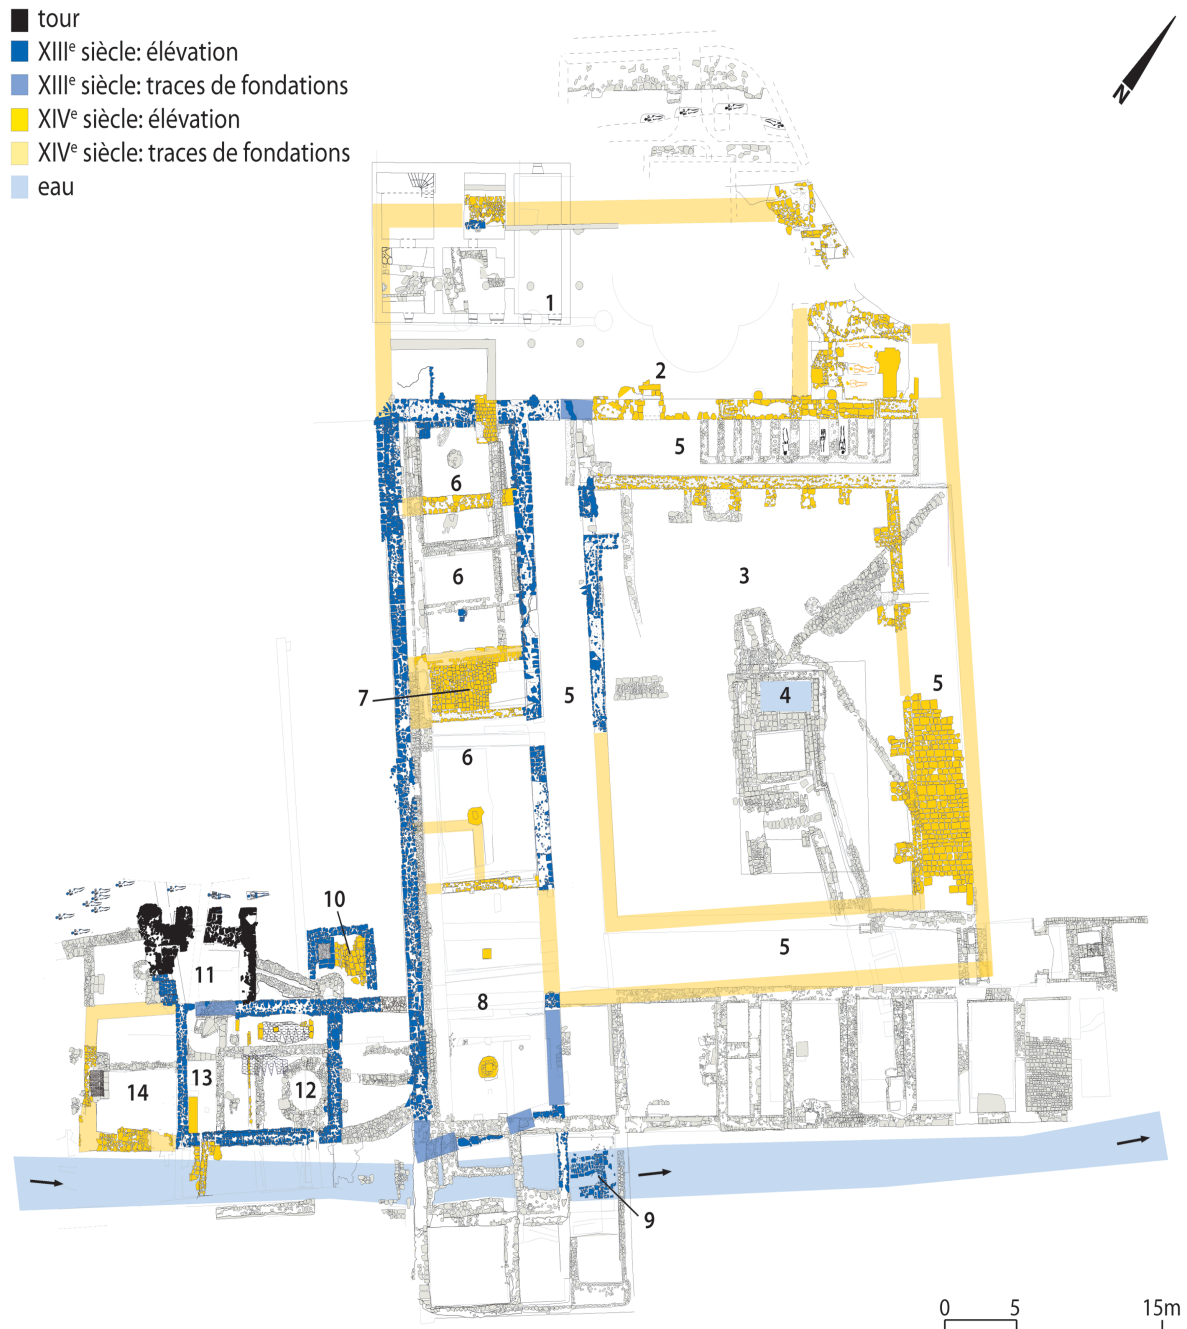 tour
XIIIe siècle: élévation
XIIIe siècle: traces de fondations
XIVe siècle: élévation
XIVe siècle: traces de fondations
eau
N
1
2
5
6
6
3
7
5
4
5
6
10
11
8
5
14
13
12
9
0 5 15m